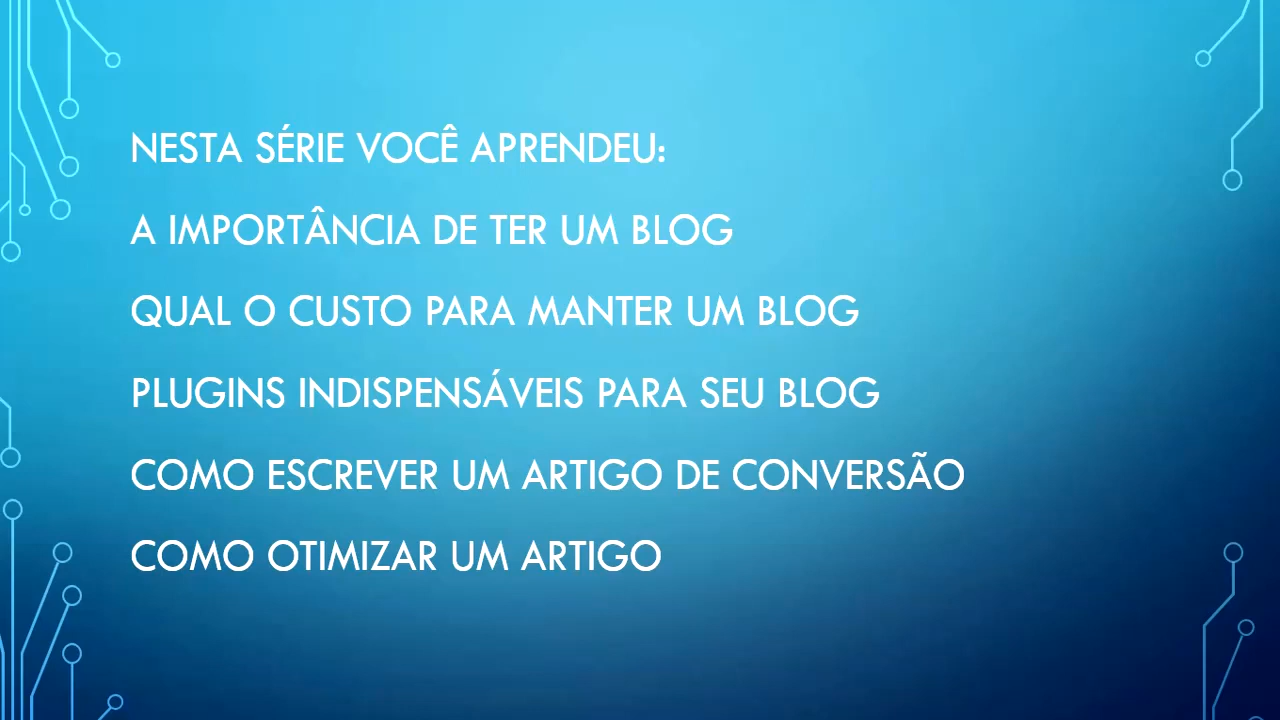 NESTA SÉRIE VOCÊ APRENDEU:
A IMPORTÂNCIA DE TER UM BLOG
QUAL O CUSTO PARA MANTER UM BLOG
PLUGINS INDISPENSÁVEIS PARA SEU BLOG
COMO ESCREVER UM ARTIGO DE CONVERSÃO
COMO OTIMIZAR UM ARTIGO